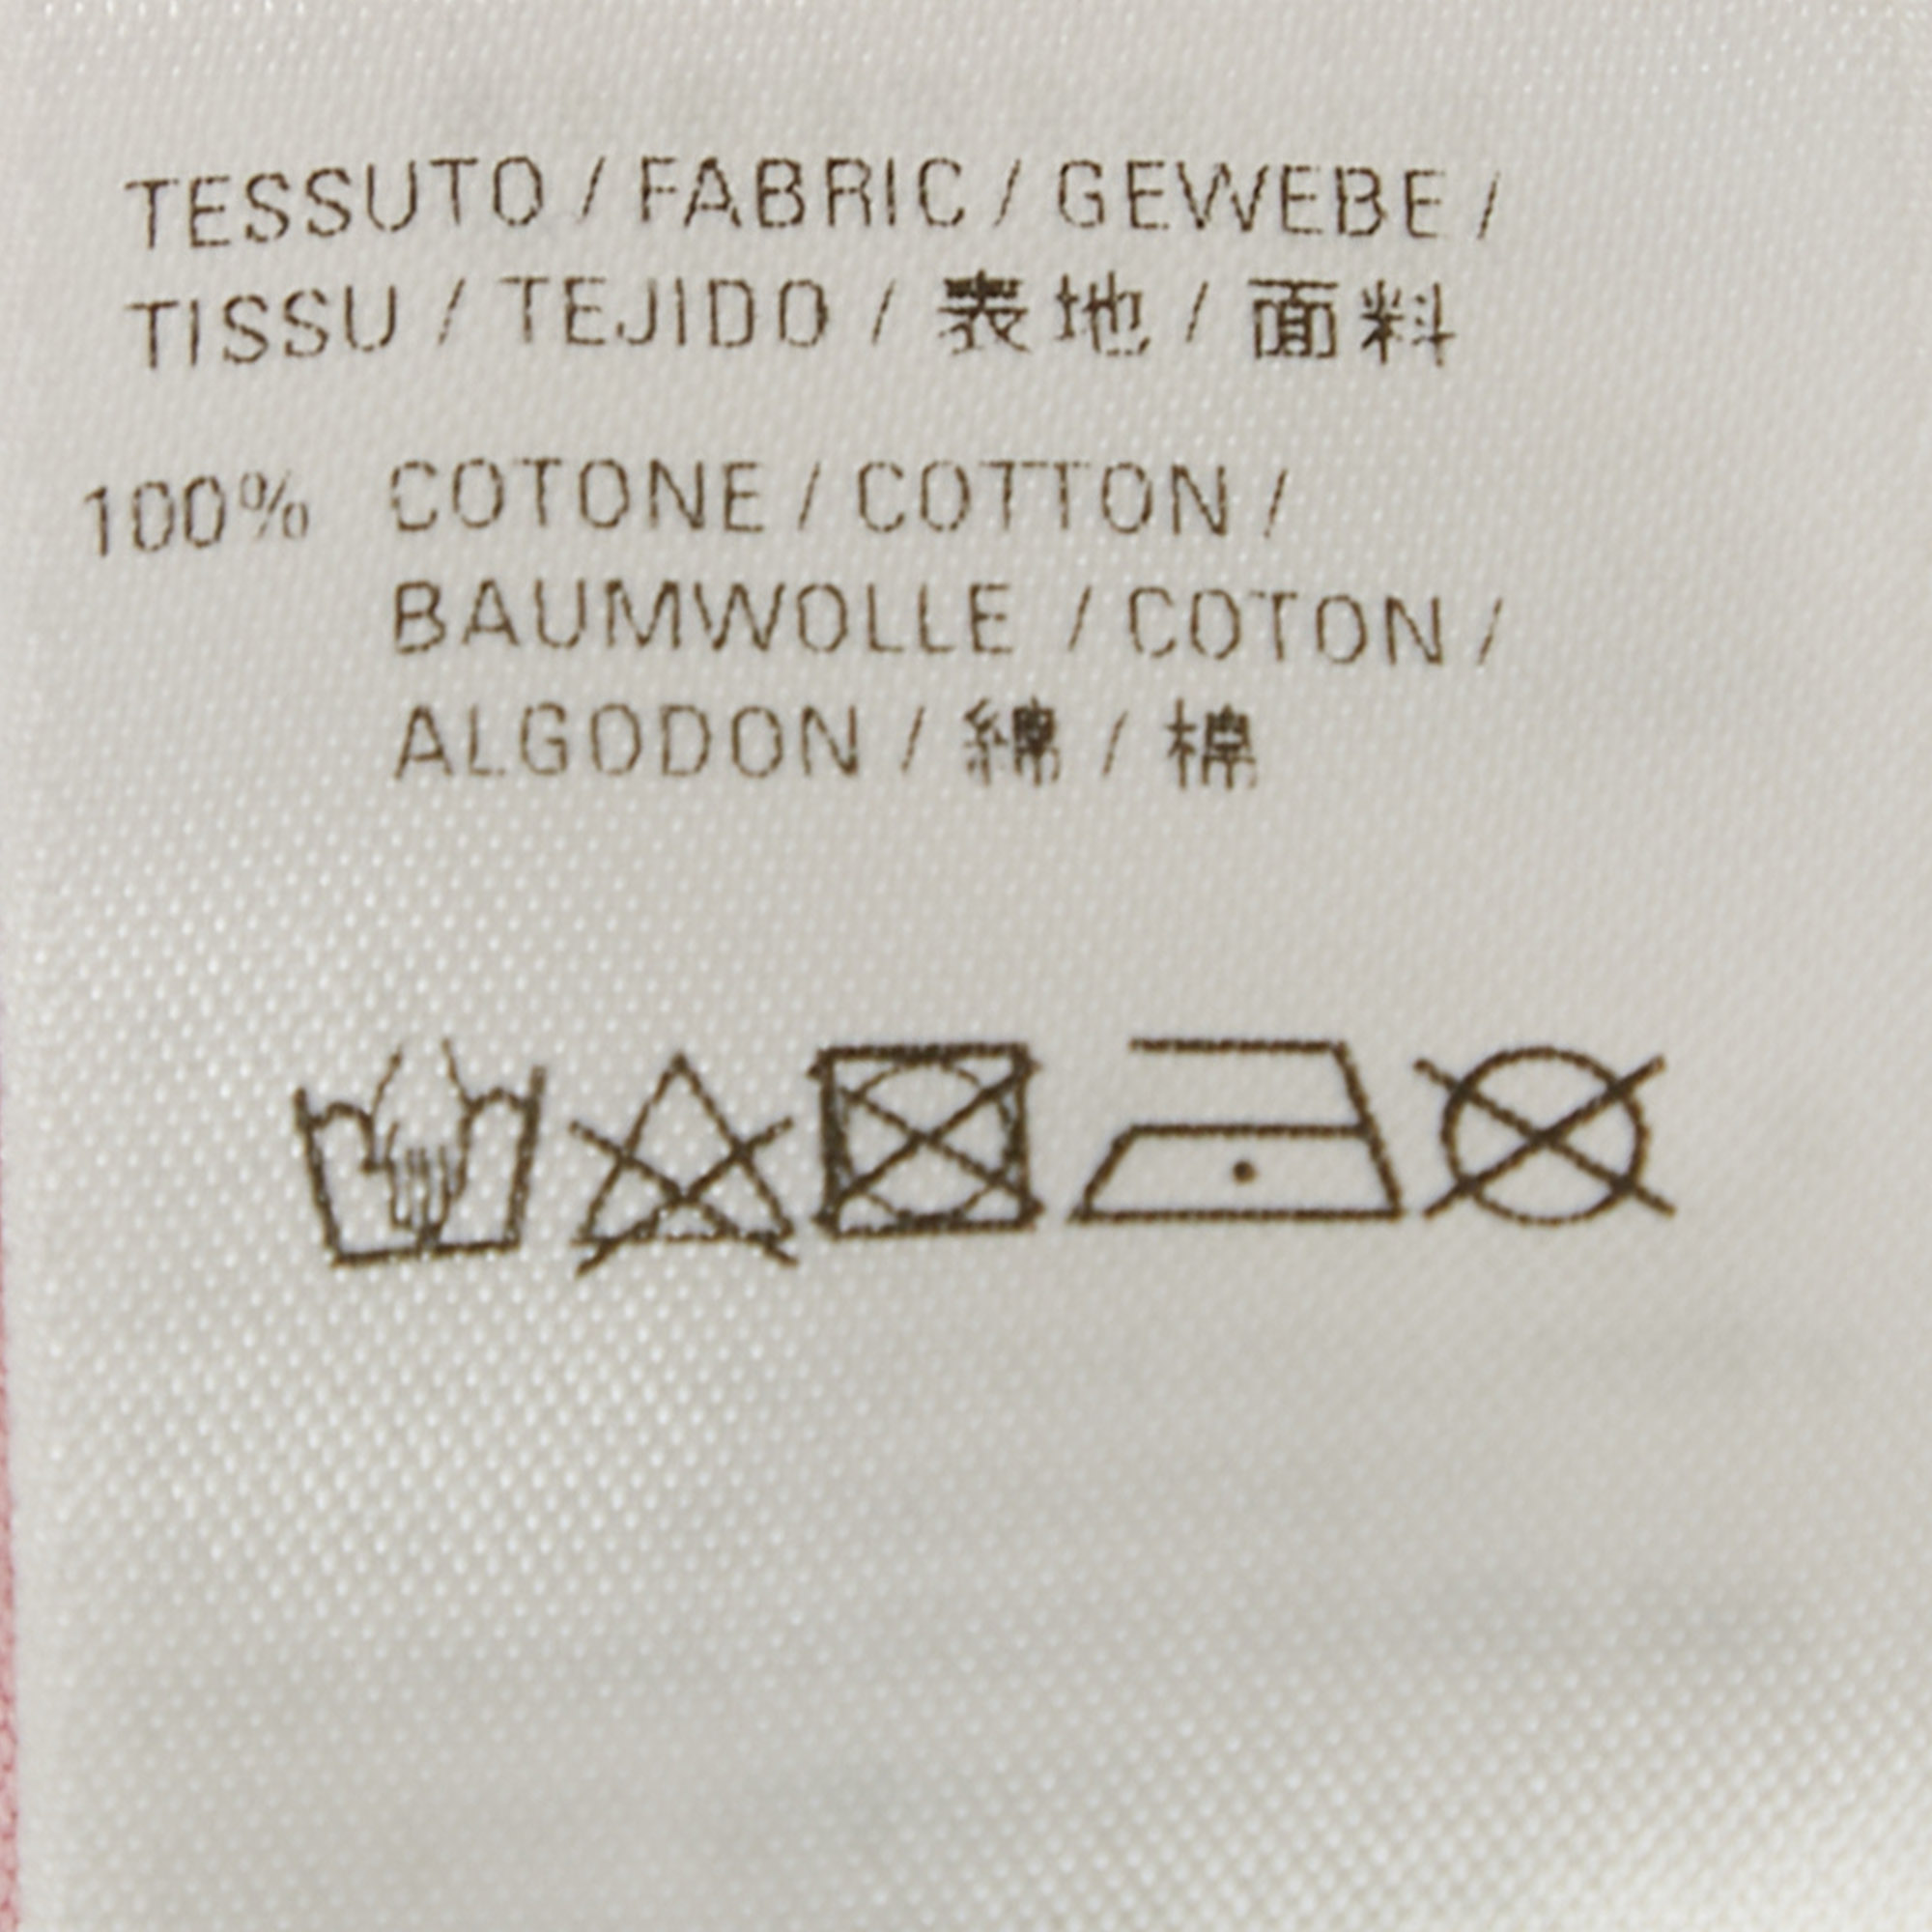 TESSUTO / FABRIC / GEWEBE /
TISSU / TEJIDO / 表地 / 面料
100% COTONE / COTTON /
BAUMWOLLE / COTON /
ALGODON / 綿 / 棉